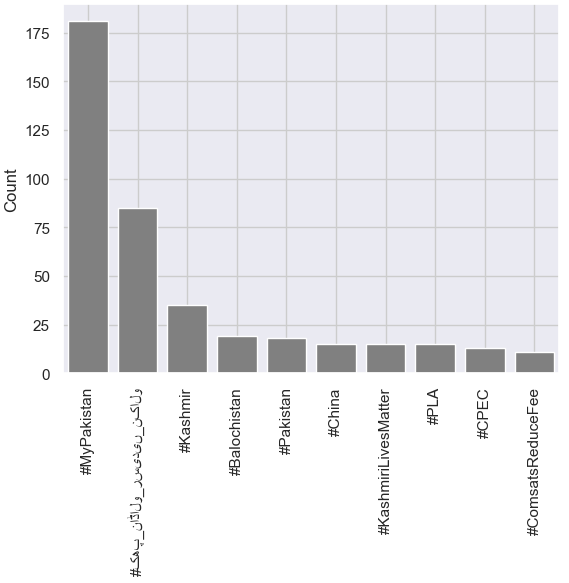 175
150
125
100
75
50
25
0
Count
#MyPakistan
#Kashmir
#Balochistan
#Pakistan
#China
#KashmiriLivesMatter
#PLA
#CPEC
#ComsatsReduceFee